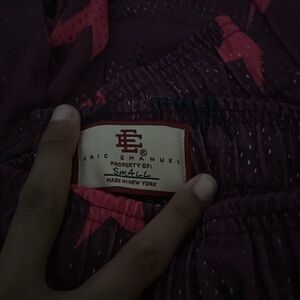 EE®
ERIC EMANUEL
PROPERTY OF:
SMALL
MADE IN NEW YORK